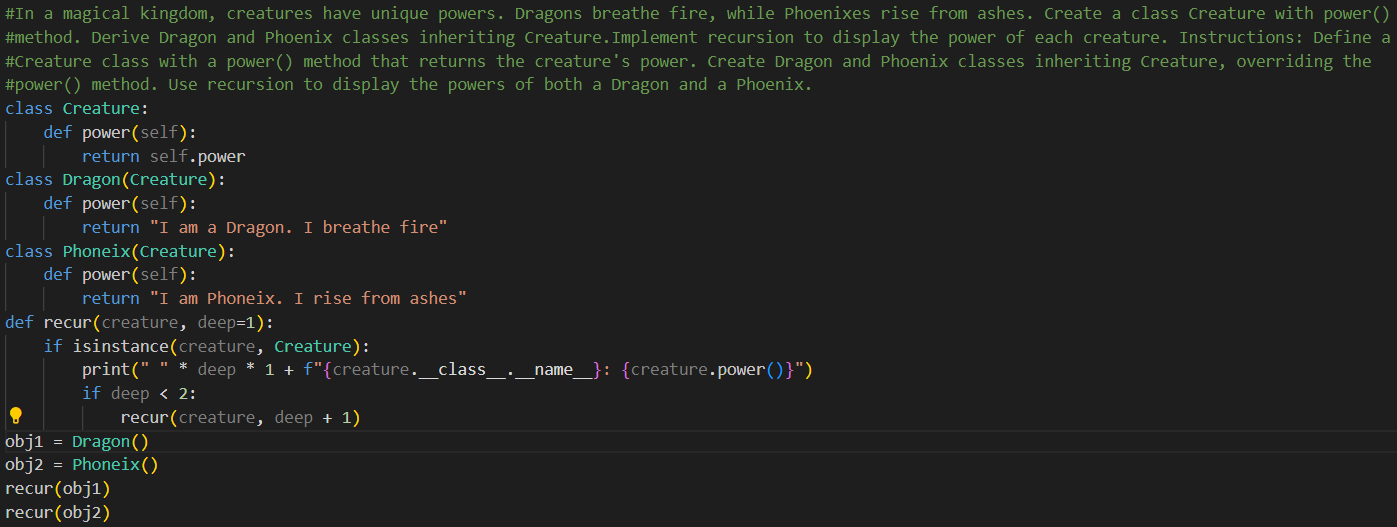 #In a magical kingdom, creatures have unique powers. Dragons breathe fire, while Phoenixes rise from ashes. Create a class Creature with power()
#method. Derive Dragon and Phoenix classes inheriting Creature.Implement recursion to display the power of each creature. Instructions: Define a
#Creature class with a power() method that returns the creature's power. Create Dragon and Phoenix classes inheriting Creature, overriding the
#power() method. Use recursion to display the powers of both a Dragon and a Phoenix.
class Creature:
    def power(self):
        return self.power
class Dragon(Creature):
    def power(self):
        return "I am a Dragon. I breathe fire"
class Phoneix(Creature):
    def power(self):
        return "I am Phoneix. I rise from ashes"
def recur(creature, deep=1):
    if isinstance(creature, Creature):
        print(" " * deep * 1 + f"{creature.__class__.__name__}: {creature.power()}")
        if deep < 2:
            recur(creature, deep + 1)
obj1 = Dragon()
obj2 = Phoneix()
recur(obj1)
recur(obj2)